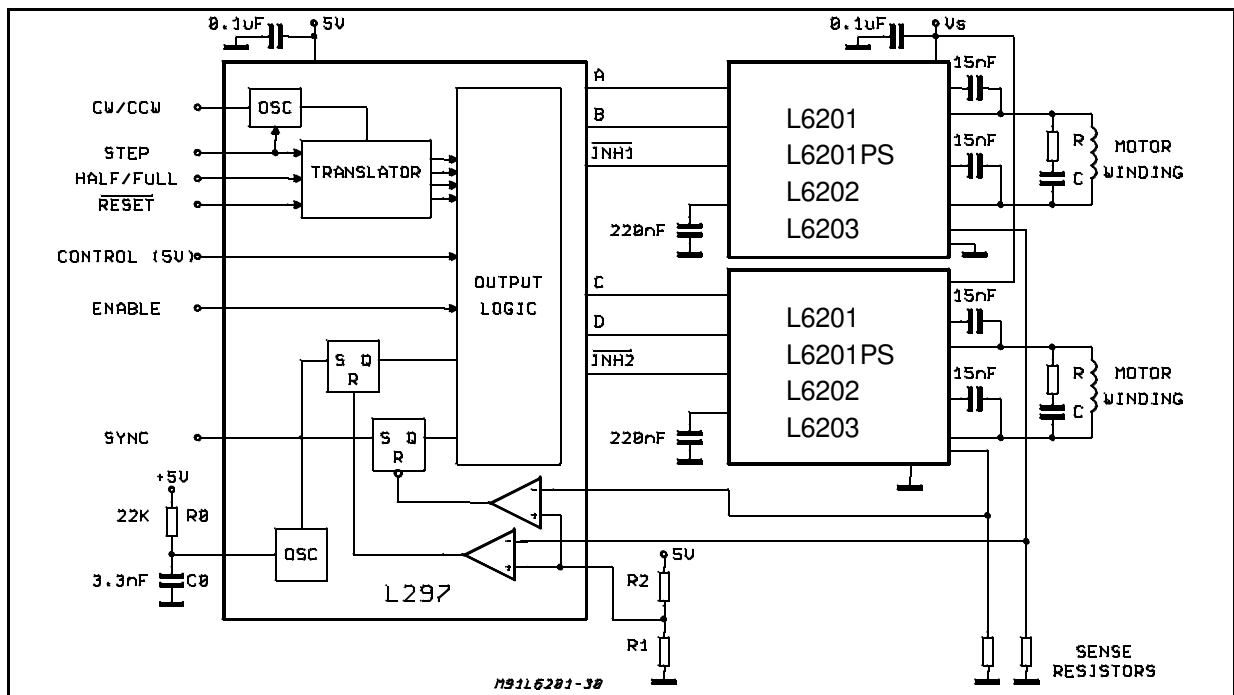 0.1uF
5V
0.1uF
Vs
15nF
A
CW/CCW
OSC
B
L6201
R
MOTOR
STEP
INH1
L6201PS
15nF
WINDING
TRANSLATOR
HALF/FULL
C
L6202
RESET
220nF
L6203
CONTROL (5V)
OUTPUT
LOGIC
C
15nF
ENABLE
D
L6201
S Q
R
INH2
L6201PS
15nF
R
MOTOR
C
WINDING
L6202
SYNC
S Q
R
220nF
L6203
+5V
-
22K
R0
+
OSC
-
5V
3.3nF
C0
+
R2
L297
R1
SENSE
RESISTORS
M91L6201-30